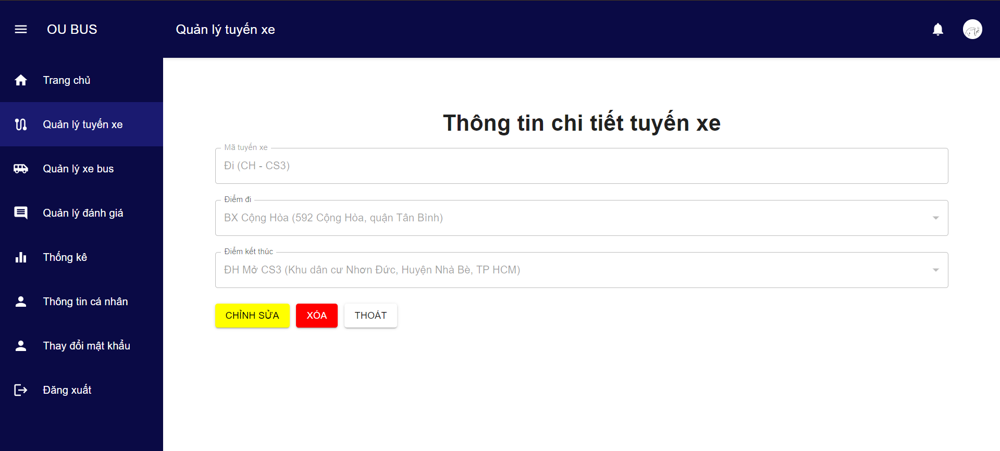 OU BUS
Quản lý tuyến xe
Trang chủ
Quản lý tuyến xe
Quản lý xe bus
Quản lý đánh giá
Thống kê
Thông tin cá nhân
Thay đổi mật khẩu
Đăng xuất
Thông tin chi tiết tuyến xe
Mã tuyến xe
Đi (CH - CS3)
Điểm đi
BX Cộng Hòa (592 Cộng Hòa, quận Tân Bình)
Điểm kết thúc
ĐH Mở CS3 (Khu dân cư Nhơn Đức, Huyện Nhà Bè, TP HCM)
CHỈNH SỬA
XÓA
THOÁT